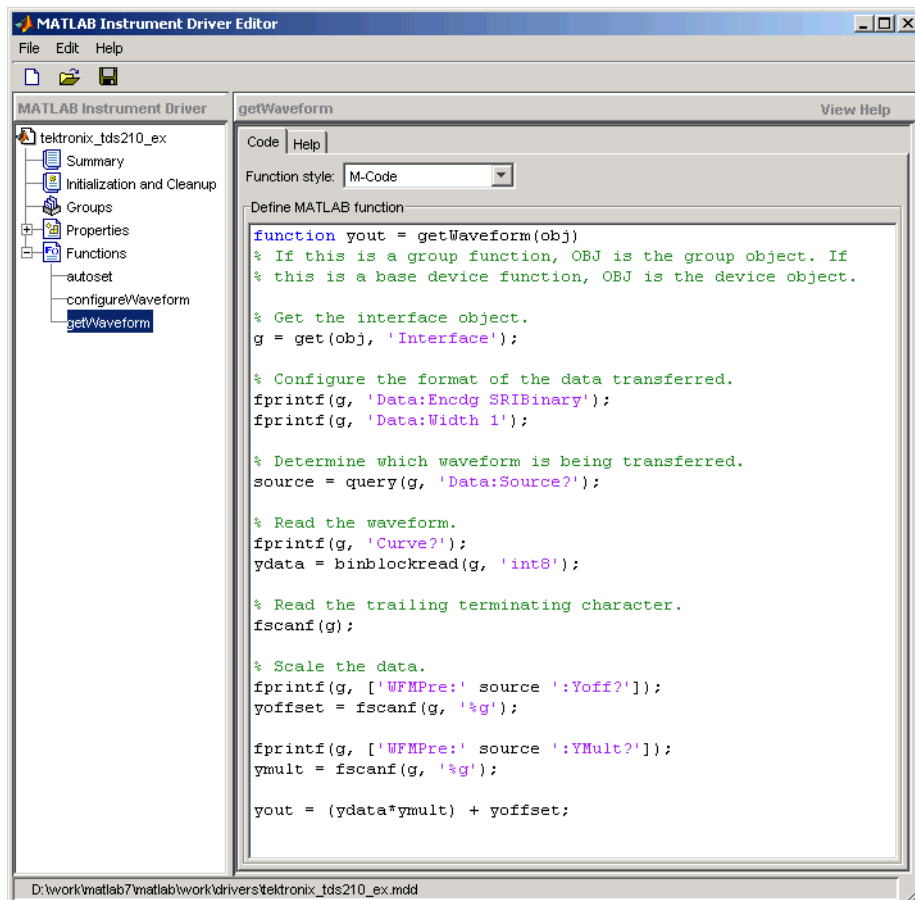 MATLAB Instrument Driver Editor
File Edit Help
MATLAB Instrument Driver
tektronix_tds210_ex
Summary
Initialization and Cleanup
Groups
Properties
Functions
autoset
configureWaveform
getWaveform
getWaveform View Help
Code Help
Function style: M-Code
Define MATLAB function
function yout = getWaveform(obj)
% If this is a group function, OBJ is the group object. If
% this is a base device function, OBJ is the device object.
% Get the interface object.
g = get(obj, 'Interface');
% Configure the format of the data transferred.
fprintf(g, 'Data:Encdg SRIBinary');
fprintf(g, 'Data:Width 1');
% Determine which waveform is being transferred.
source = query(g, 'Data:Source?');
% Read the waveform.
fprintf(g, 'Curve?');
ydata = binblockread(g, 'int8');
% Read the trailing terminating character.
fscanf(g);
% Scale the data.
fprintf(g, ['WFMPre:' source ':Yoff?']);
yoffset = fscanf(g, '%g');
fprintf(g, ['WFMPre:' source ':YMult?']);
ymult = fscanf(g, '%g');
yout = (ydata*ymult) + yoffset;
D:\work\matlab7\matlab\work\drivers\tektronix_tds210_ex.mdd